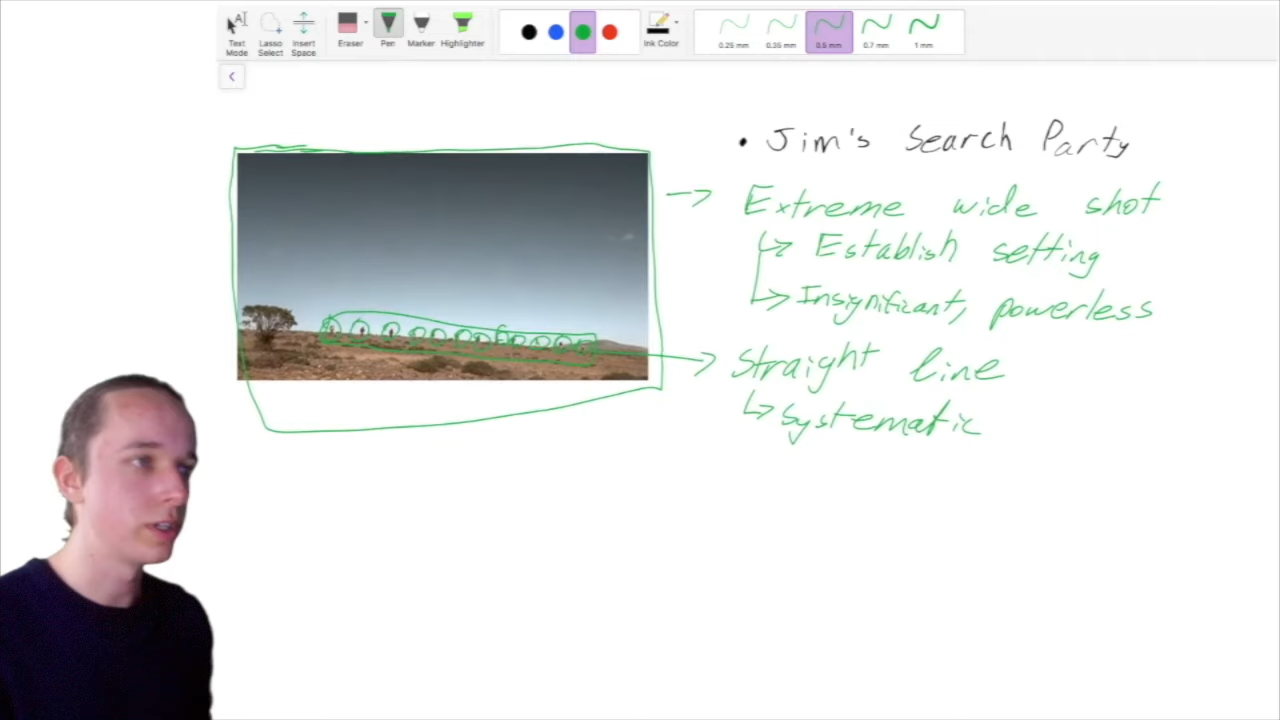 Text Mode
Lasso Select
Insert Space
Eraser
Pen
Marker
Highlighter
Ink Color
0.25 mm
0.35 mm
0.5 mm
0.7 mm
1 mm
• Jim's Search Party
→ Extreme wide shot
↳ Establish setting
↳ Insignificant, powerless
→ Straight line
↳ Systematic